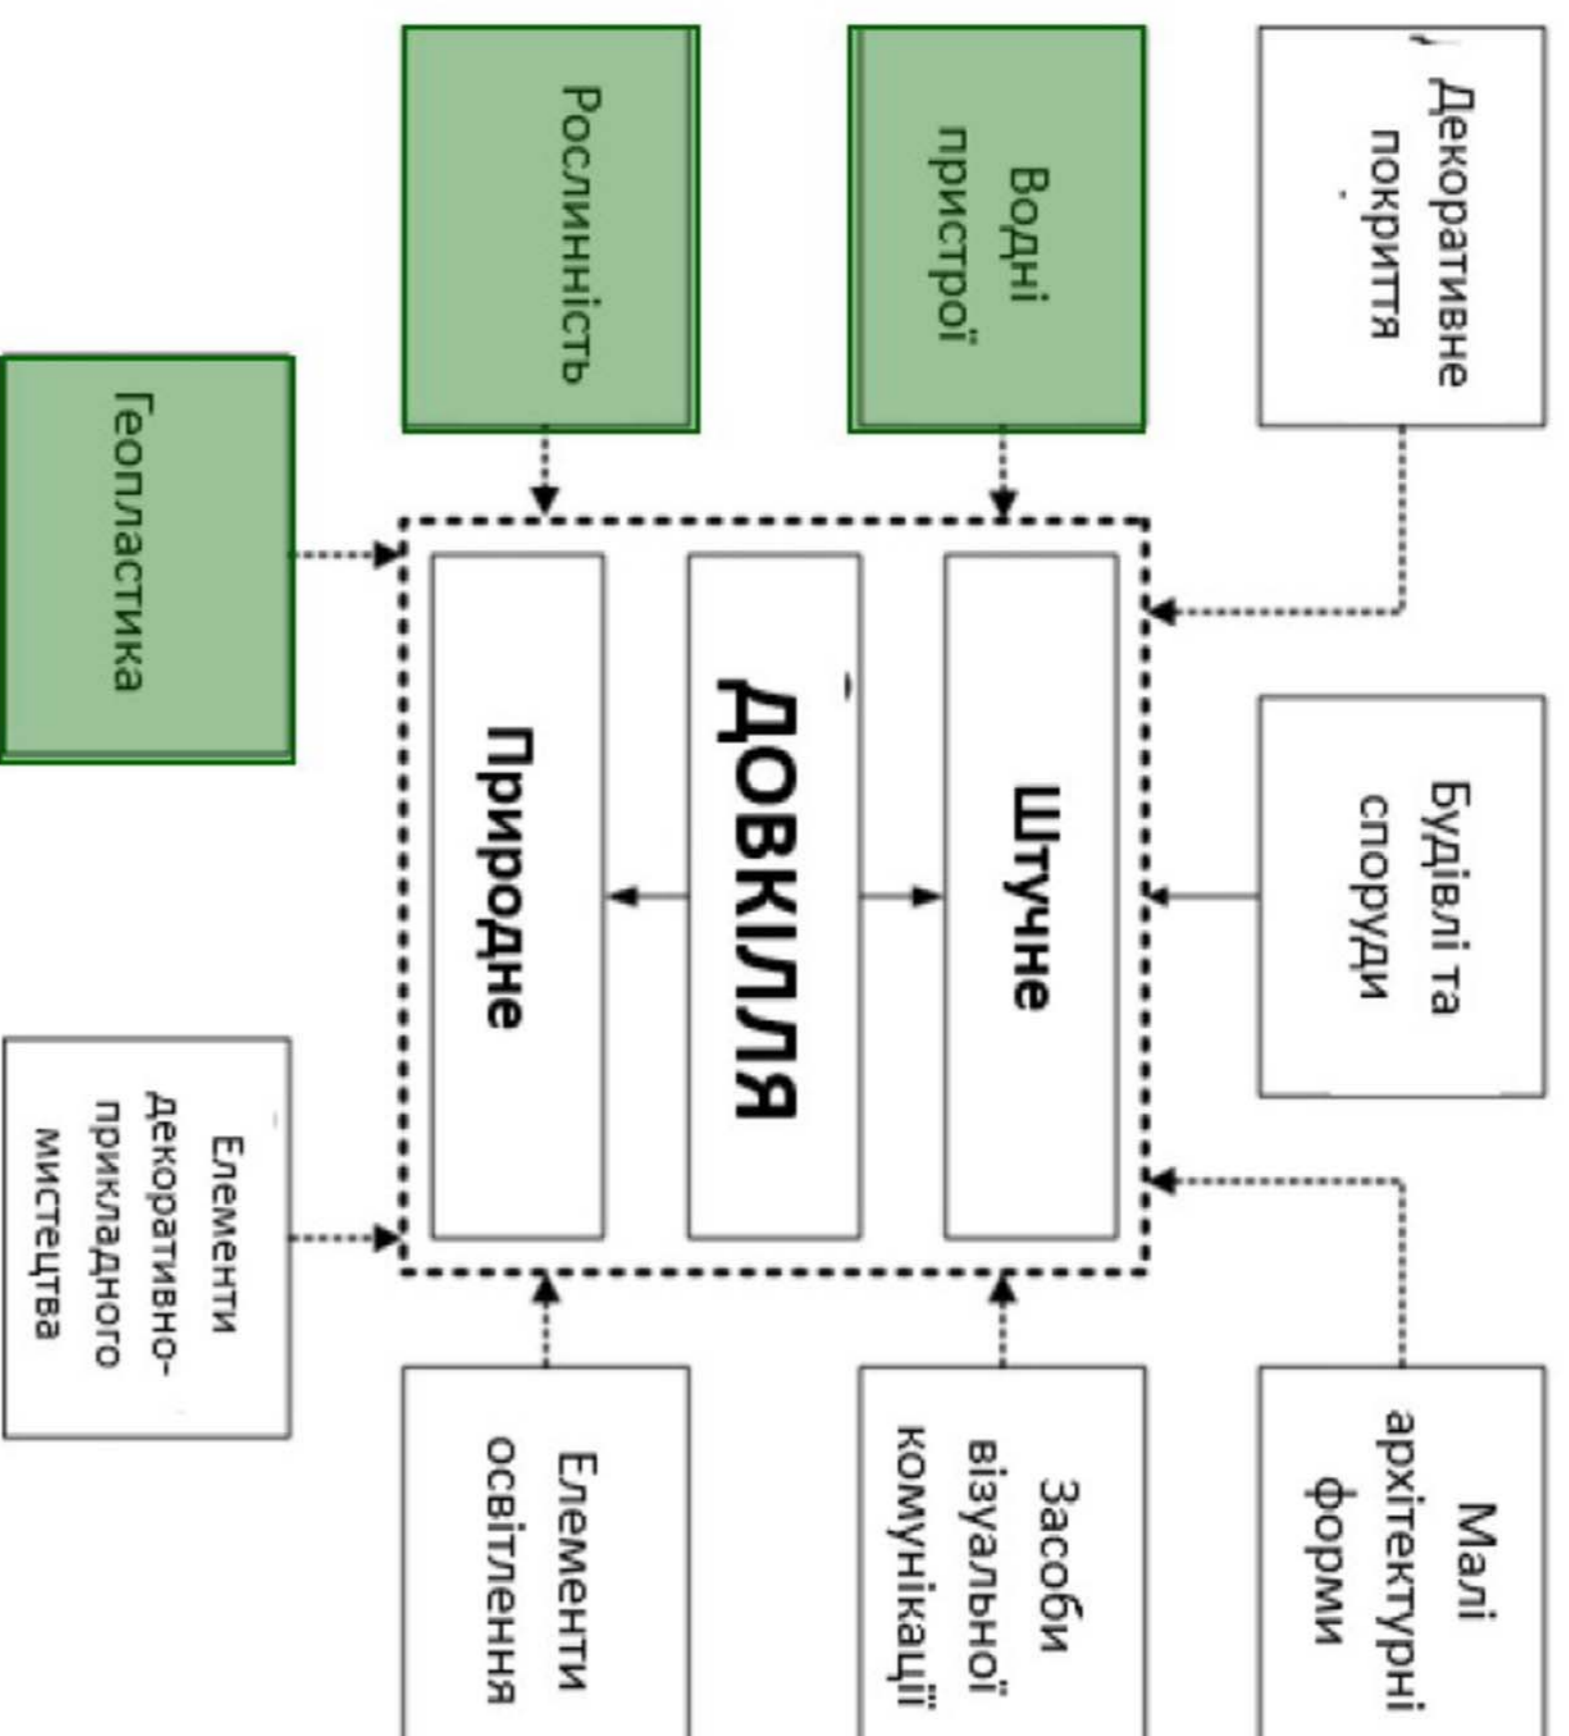 Декоративне
покриття
Будівлі та
споруди
Малі
архітектурні
форми
Водні
пристрої
Штучне
Засоби
візуальної
комунікації
ДОВКІЛЛЯ
Рослинність
Природне
Елементи
освітлення
Геопластика
Елементи
декоративно-
прикладного
мистецтва